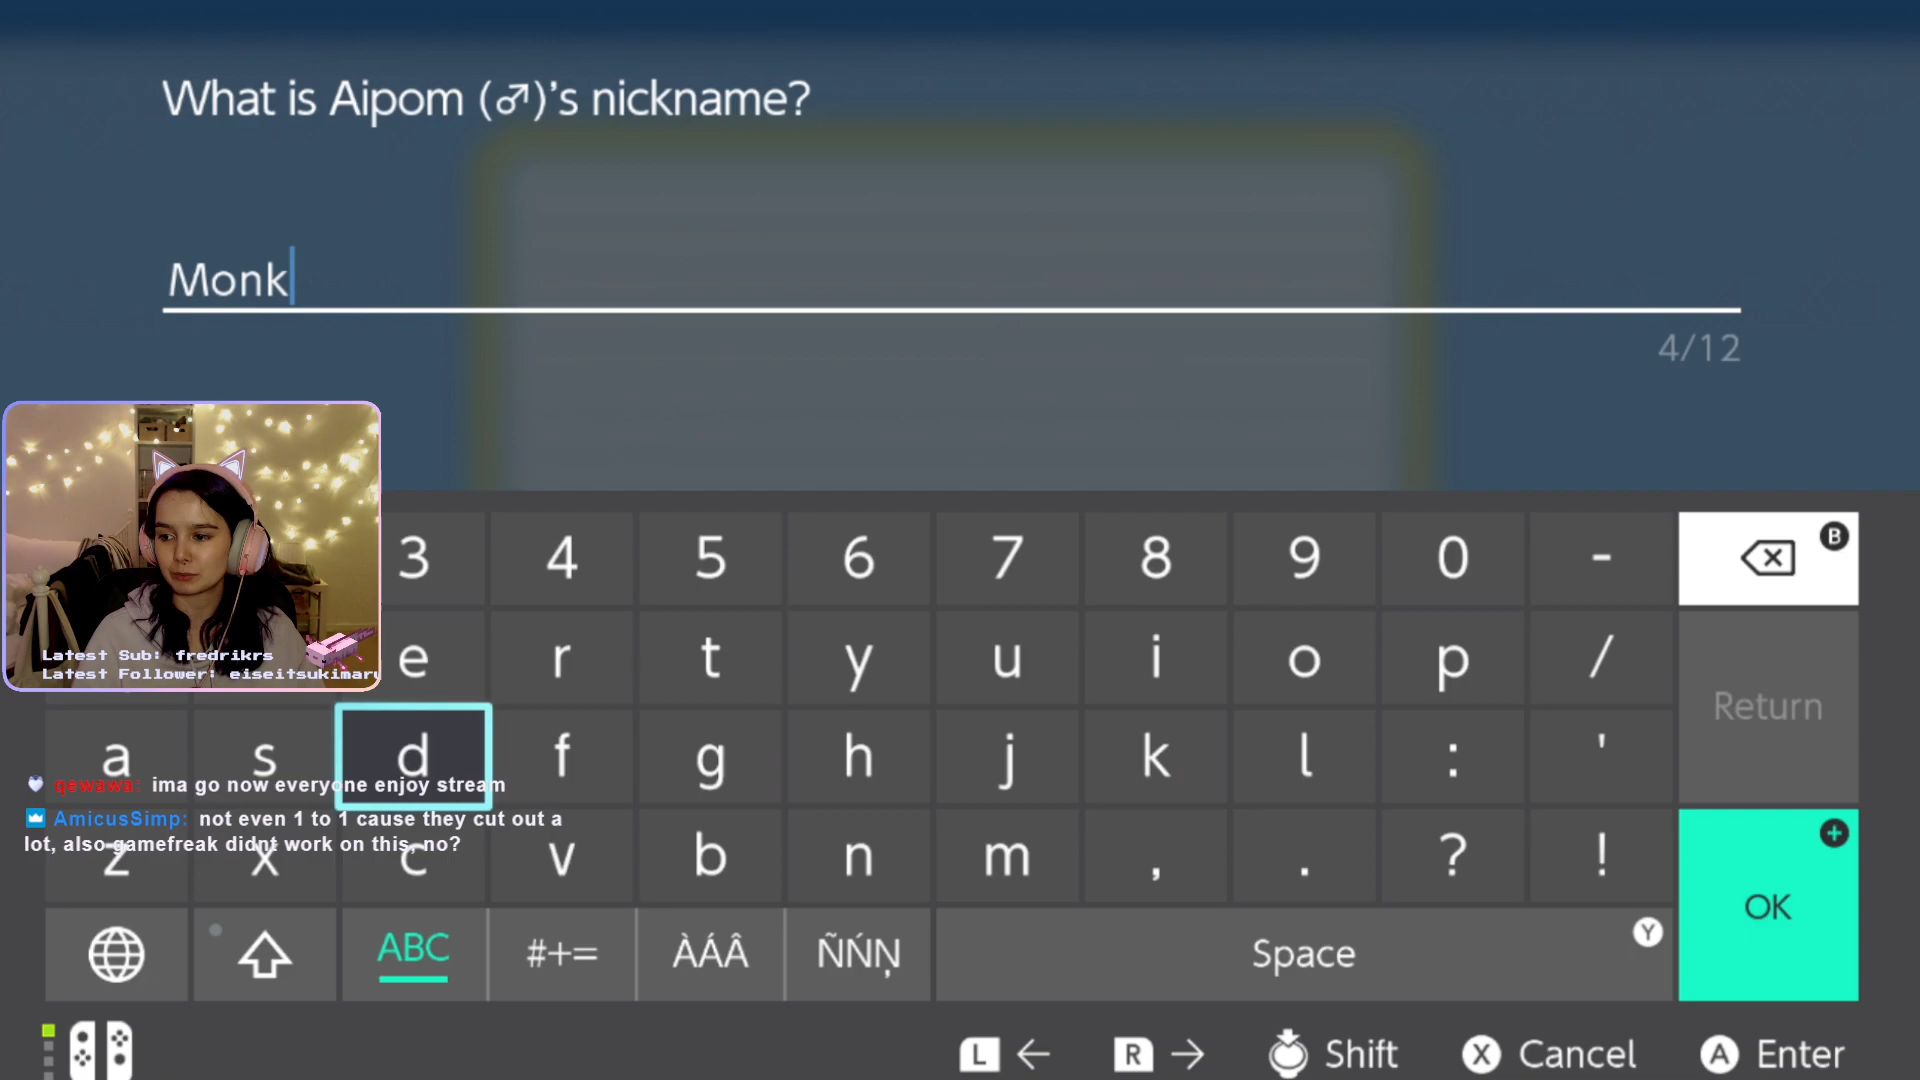 What is Aipom (♂)'s nickname?
Monk
4/12
3 4 5 6 7 8 9 0 - B
e r t y u i o p / Return
Latest Sub: fredrikrs
Latest Follower: eiseitsukimaru
a s d f g h j k l : '
qewawa: ima go now everyone enjoy stream
AmicusSimp: not even 1 to 1 cause they cut out a
lot, also gamefreak didnt work on this, no?
z x c v b n m , . ? ! OK +
ABC #+= ÀÁÂ ÑŃŅ Space Y
L ← R → Shift X Cancel A Enter